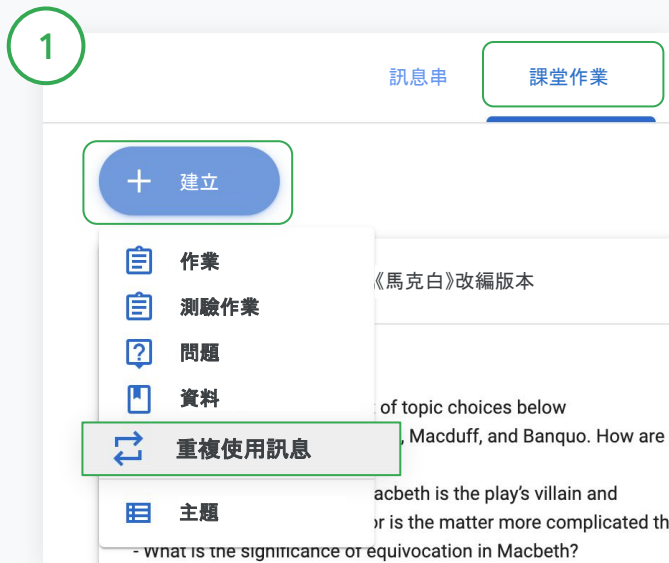 1
訊息串
課堂作業
建立
作業
《馬克白》改編版本
測驗作業
問題
資料
of topic choices below
, Macduff, and Banquo. How are
重複使用訊息
acbeth is the play's villain and
主題
or is the matter more complicated th
- What is the significance of equivocation in Macbeth?